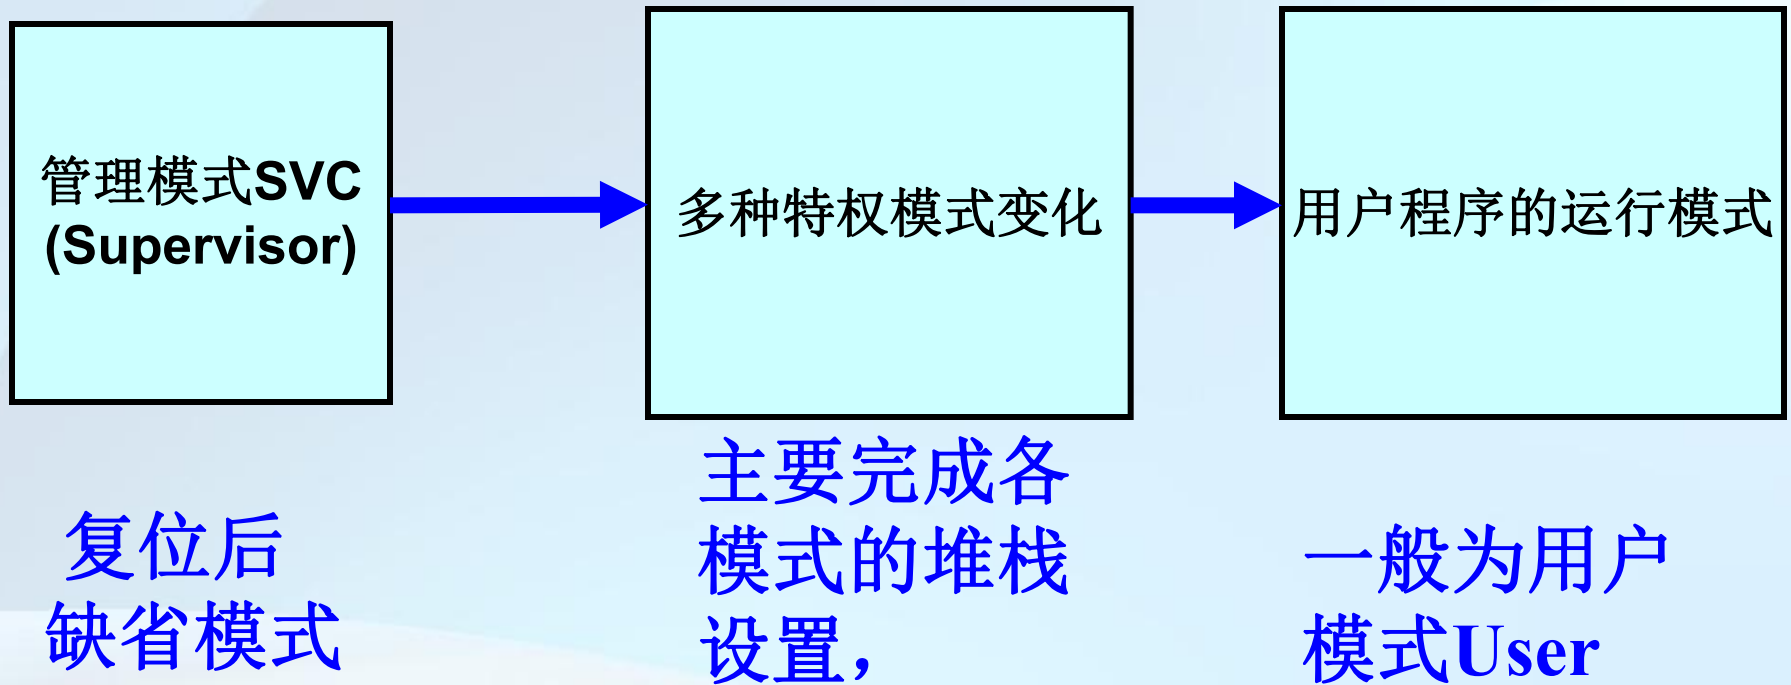 管理模式SVC
(Supervisor)
多种特权模式变化
用户程序的运行模式
复位后
缺省模式
主要完成各
模式的堆栈
设置，
一般为用户
模式User